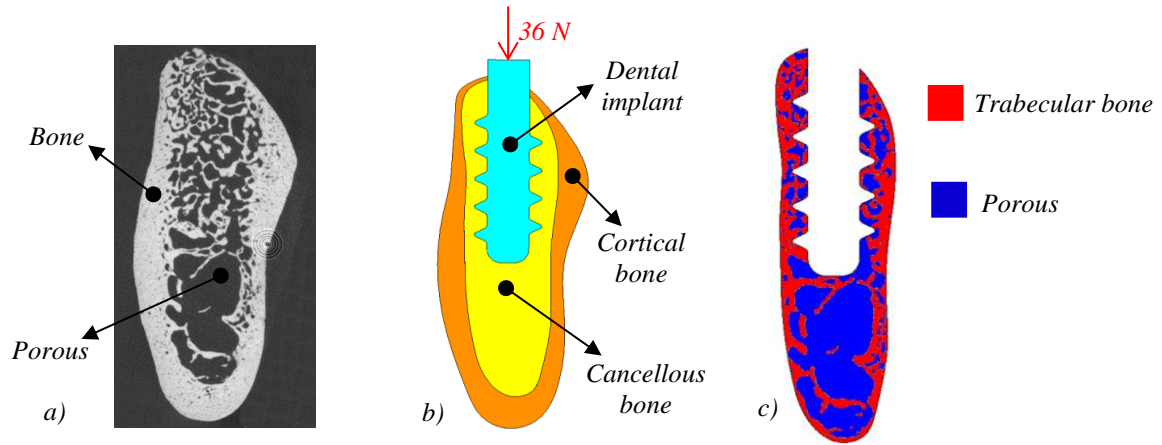 Bone
Porous
a)
36 N
Dental
implant
Cortical
bone
Cancellous
bone
b)
Trabecular bone
Porous
c)